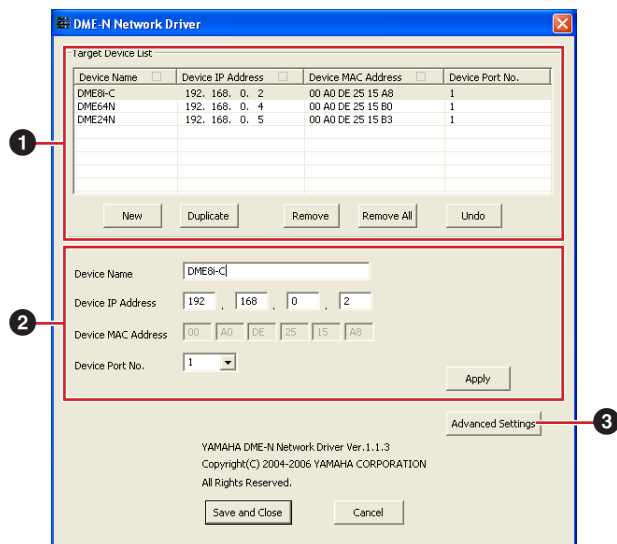 DME-N Network Driver
Target Device List
Device Name Device IP Address Device MAC Address Device Port No.
DME8i-C 192. 168. 0. 2 00 A0 DE 25 15 A8 1
DME64N 192. 168. 0. 4 00 A0 DE 25 15 B0 1
DME24N 192. 168. 0. 5 00 A0 DE 25 15 B3 1
1
New Duplicate Remove Remove All Undo
Device Name DME8i-C
Device IP Address 192 . 168 . 0 . 2
2
Device MAC Address 00 A0 DE 25 15 A8
Device Port No. 1
Apply
Advanced Settings 3
YAMAHA DME-N Network Driver Ver.1.1.3
Copyright(C) 2004-2006 YAMAHA CORPORATION
All Rights Reserved.
Save and Close Cancel